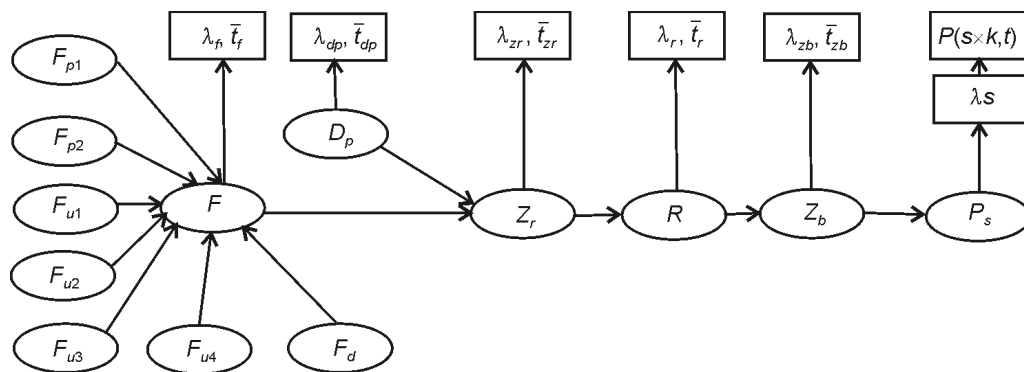 λf, t̄f
λdp, t̄dp
λzr, t̄zr
λr, t̄r
λzb, t̄zb
P(s×k,t)
λs
Fp1
Fp2
Dp
Fu1
F
Zr
R
Zb
Ps
Fu2
Fu3
Fu4
Fd